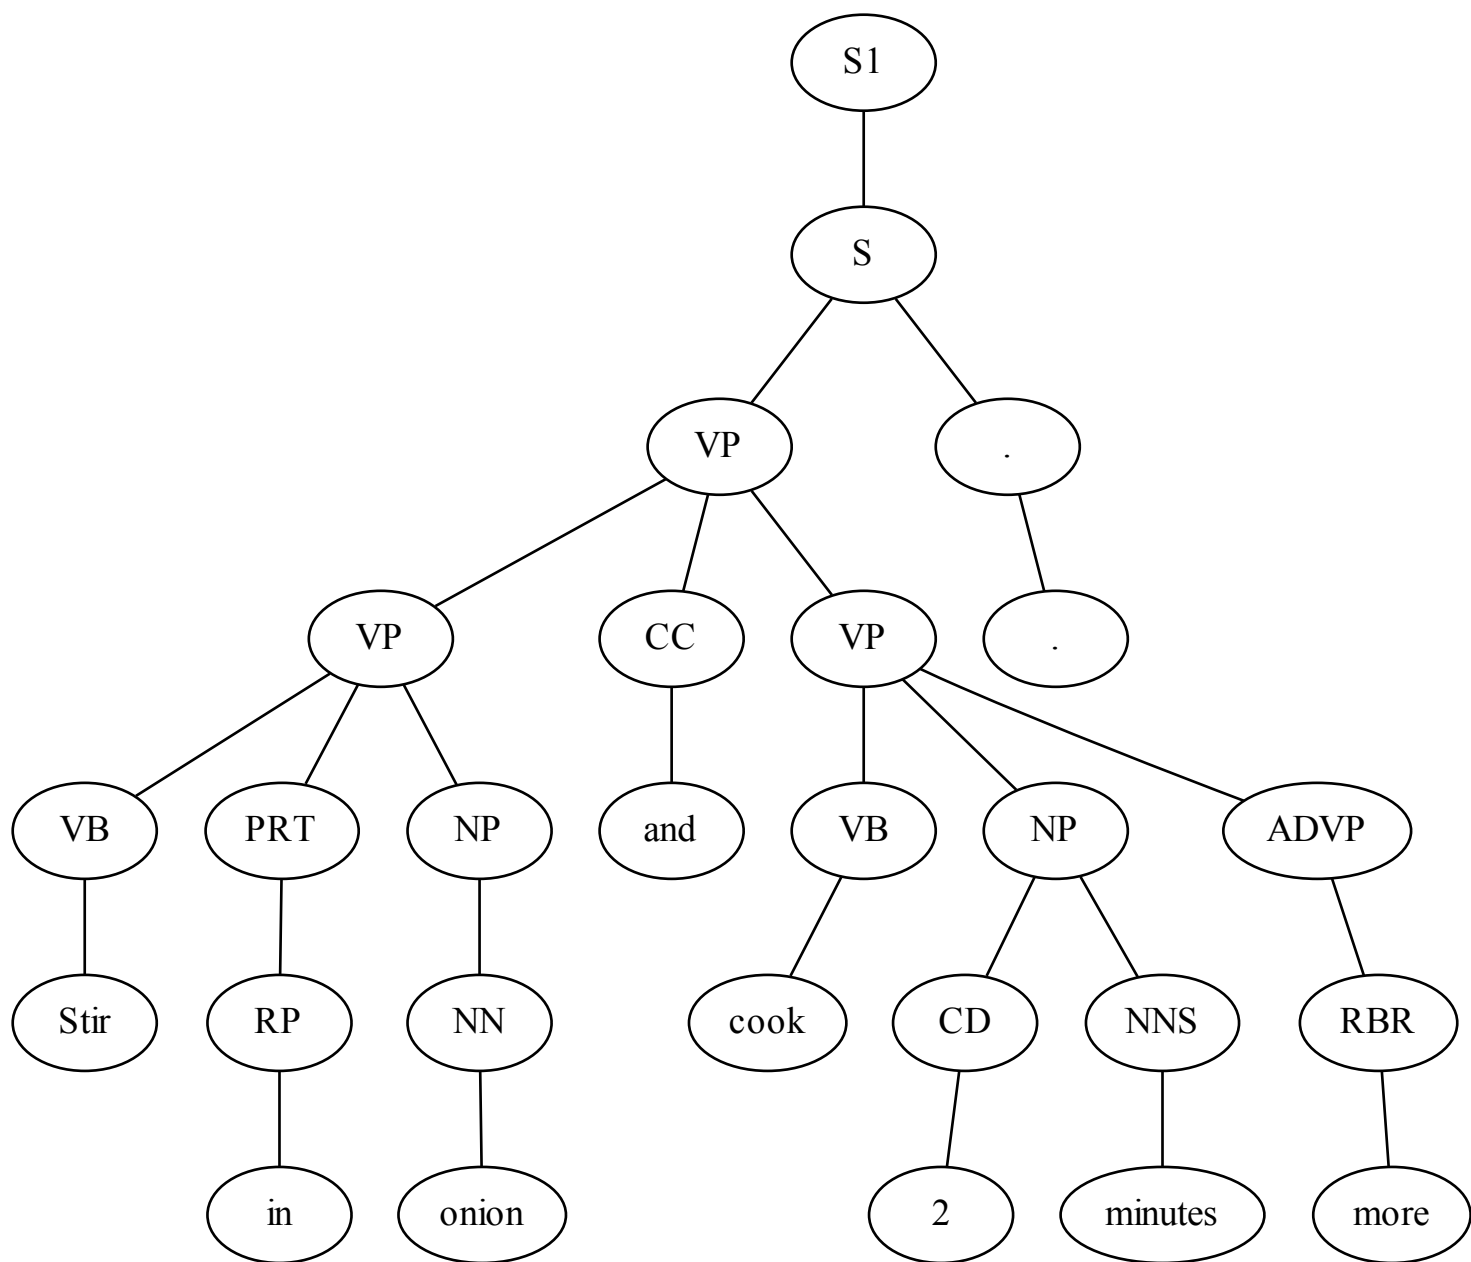 S1
S
VP .
VP CC VP .
VB PRT NP and VB NP ADVP
Stir RP NN cook CD NNS RBR
in onion 2 minutes more